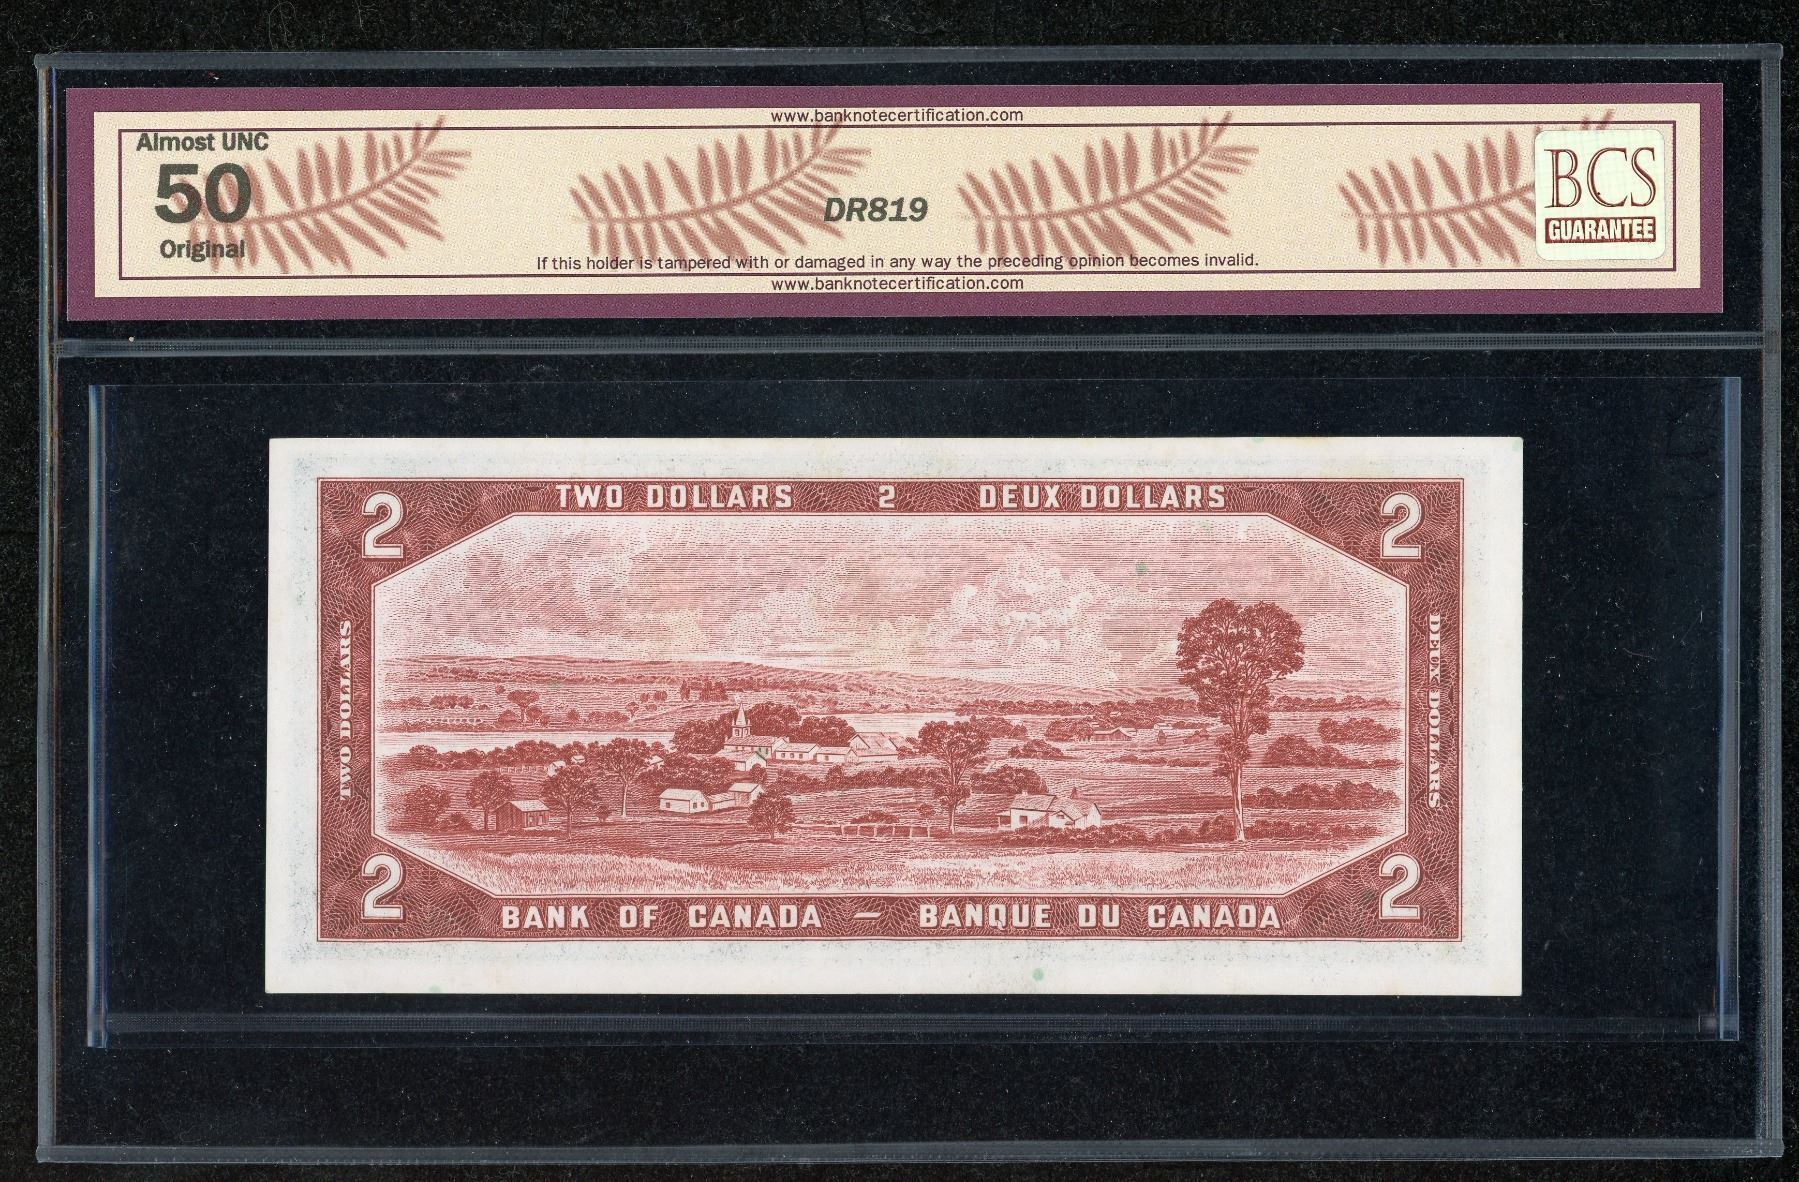 www.banknotecertification.com
Almost UNC
50
Original
DR819
BCS
GUARANTEE
If this holder is tampered with or damaged in any way the preceding opinion becomes invalid.
www.banknotecertification.com
2 TWO DOLLARS 2 DEUX DOLLARS 2
TWO DOLLARS
DEUX DOLLARS
2 BANK OF CANADA — BANQUE DU CANADA 2